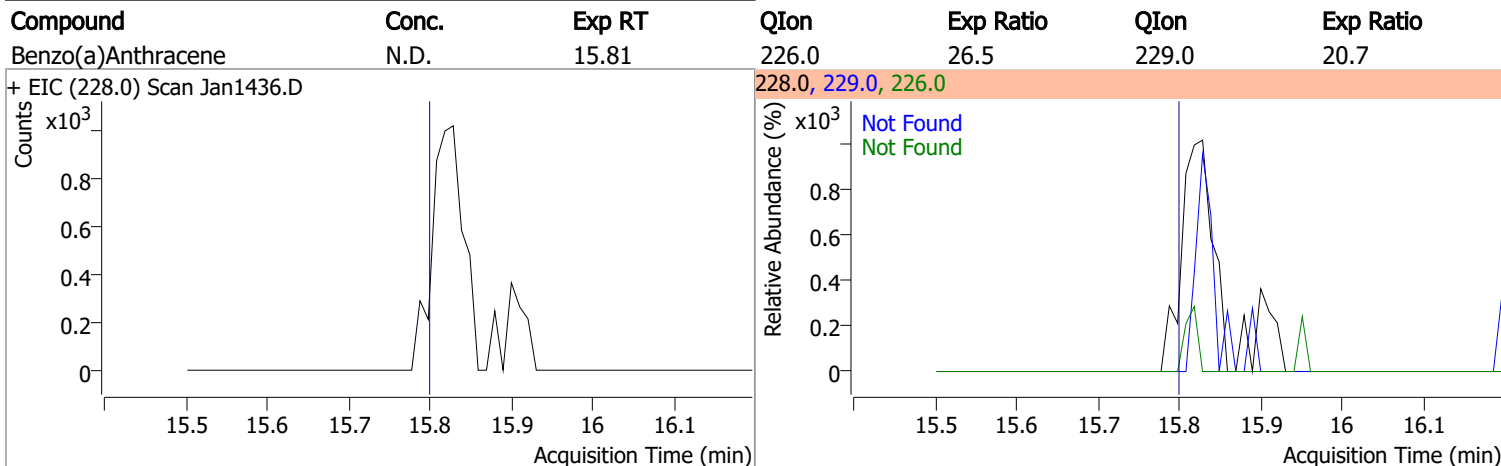 Compound Conc. Exp RT QIon Exp Ratio QIon Exp Ratio
Benzo(a)Anthracene N.D. 15.81 226.0 26.5 229.0 20.7
+ EIC (228.0) Scan Jan1436.D
Counts
x10³
0.8
0.6
0.4
0.2
0
15.5 15.6 15.7 15.8 15.9 16 16.1
Acquisition Time (min)
228.0, 229.0, 226.0
Relative Abundance (%)
x10³
Not Found
Not Found
0.8
0.6
0.4
0.2
0
15.5 15.6 15.7 15.8 15.9 16 16.1
Acquisition Time (min)